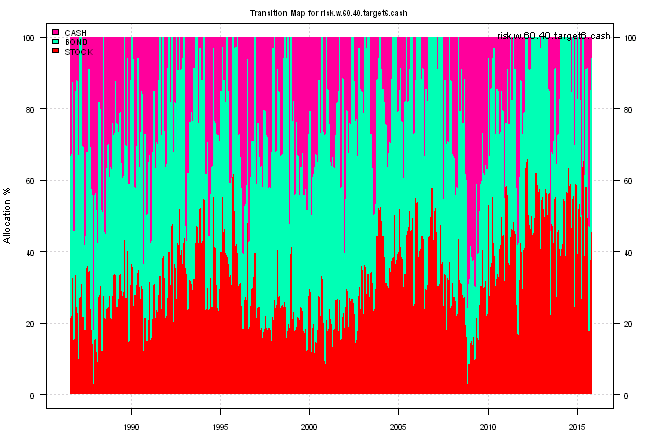 Transition Map for risk.w.60.40.target6.cash
CASH
BOND
STOCK
risk.w.60.40.target6.cash
Allocation %
100
80
60
40
20
0
100
80
60
40
20
0
1990 1995 2000 2005 2010 2015